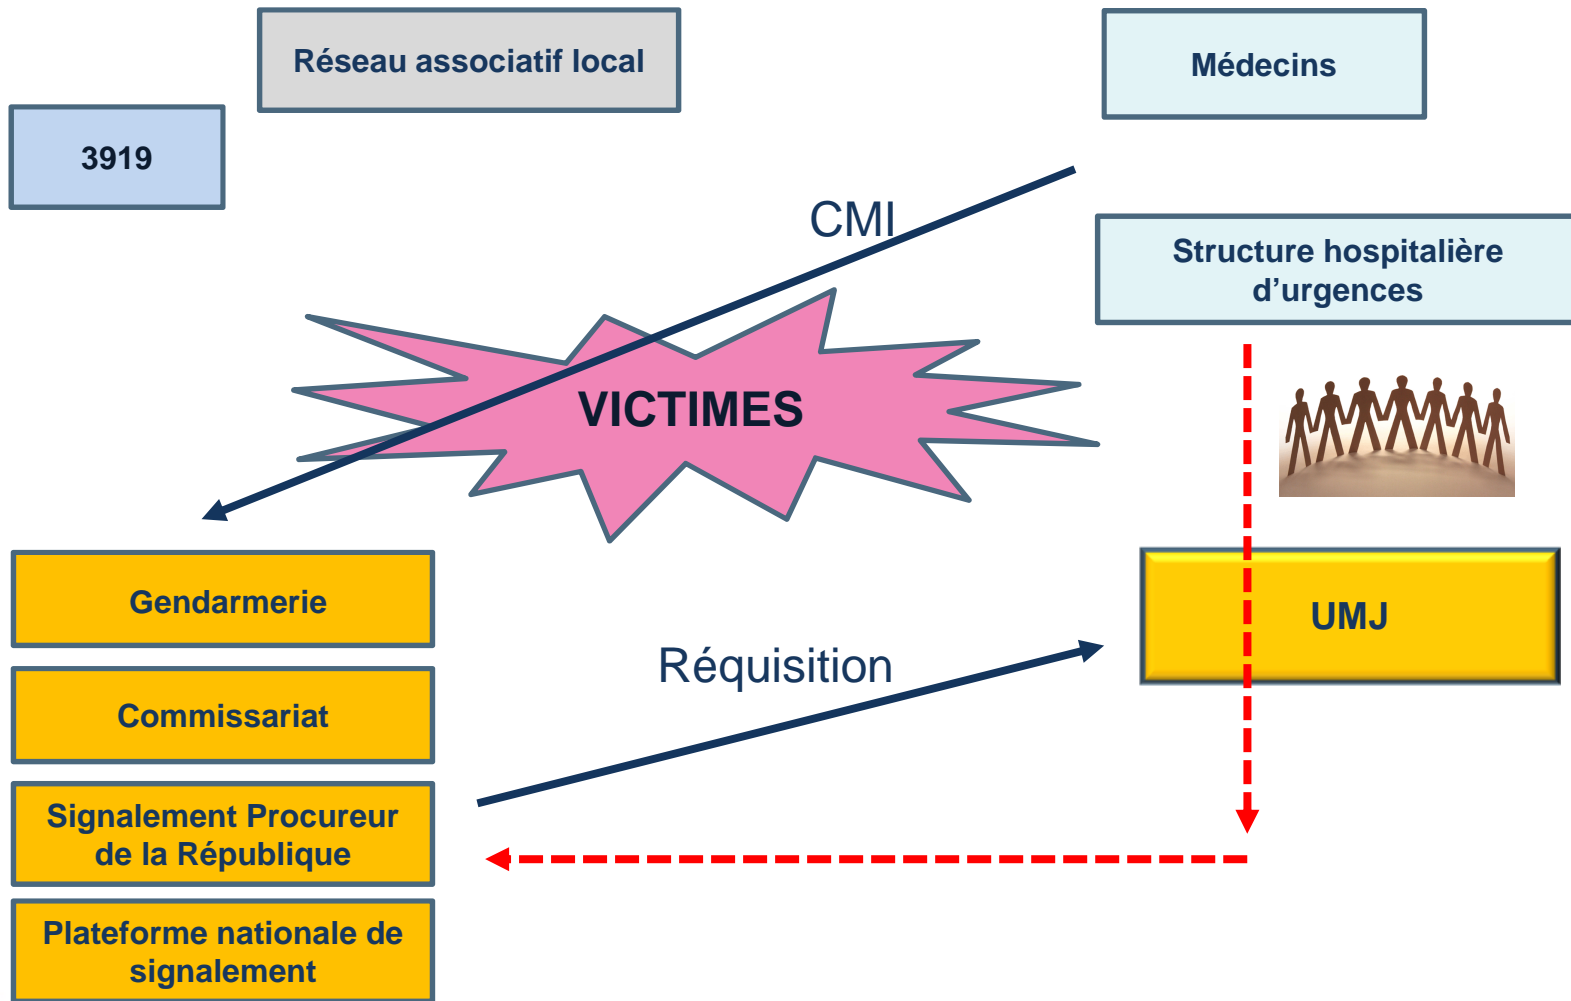 Réseau associatif local
Médecins
3919
CMI
Structure hospitalière
d’urgences
VICTIMES
Gendarmerie
UMJ
Réquisition
Commissariat
Signalement Procureur
de la République
Plateforme nationale de
signalement